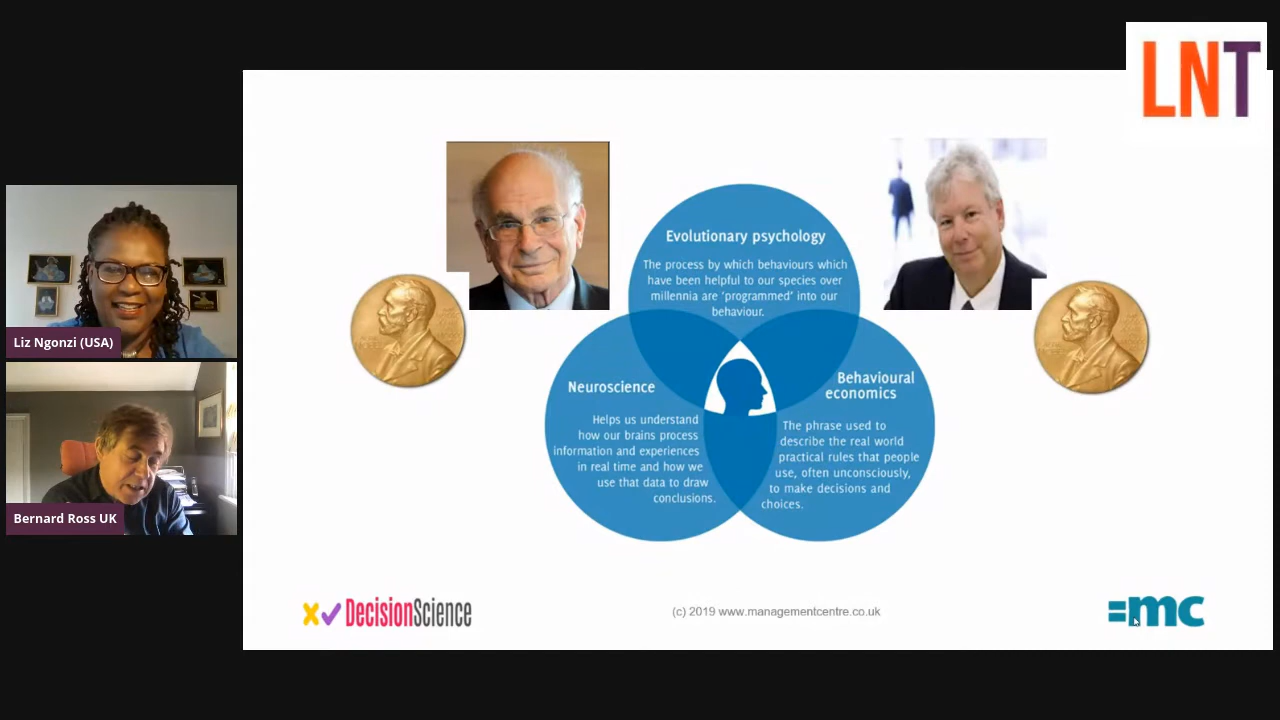 LNT
Evolutionary psychology
The process by which behaviours which
have been helpful to our species over
millennia are ‘programmed’ into our
behaviour.
Liz Ngonzi (USA)
Neuroscience
Helps us understand
how our brains process
information and experiences
in real time and how we
use that data to draw
conclusions.
Behavioural
economics
The phrase used to
describe the real world
practical rules that people
use, often unconsciously,
to make decisions and
choices.
Bernard Ross UK
DecisionScience
(c) 2019 www.managementcentre.co.uk
=mc